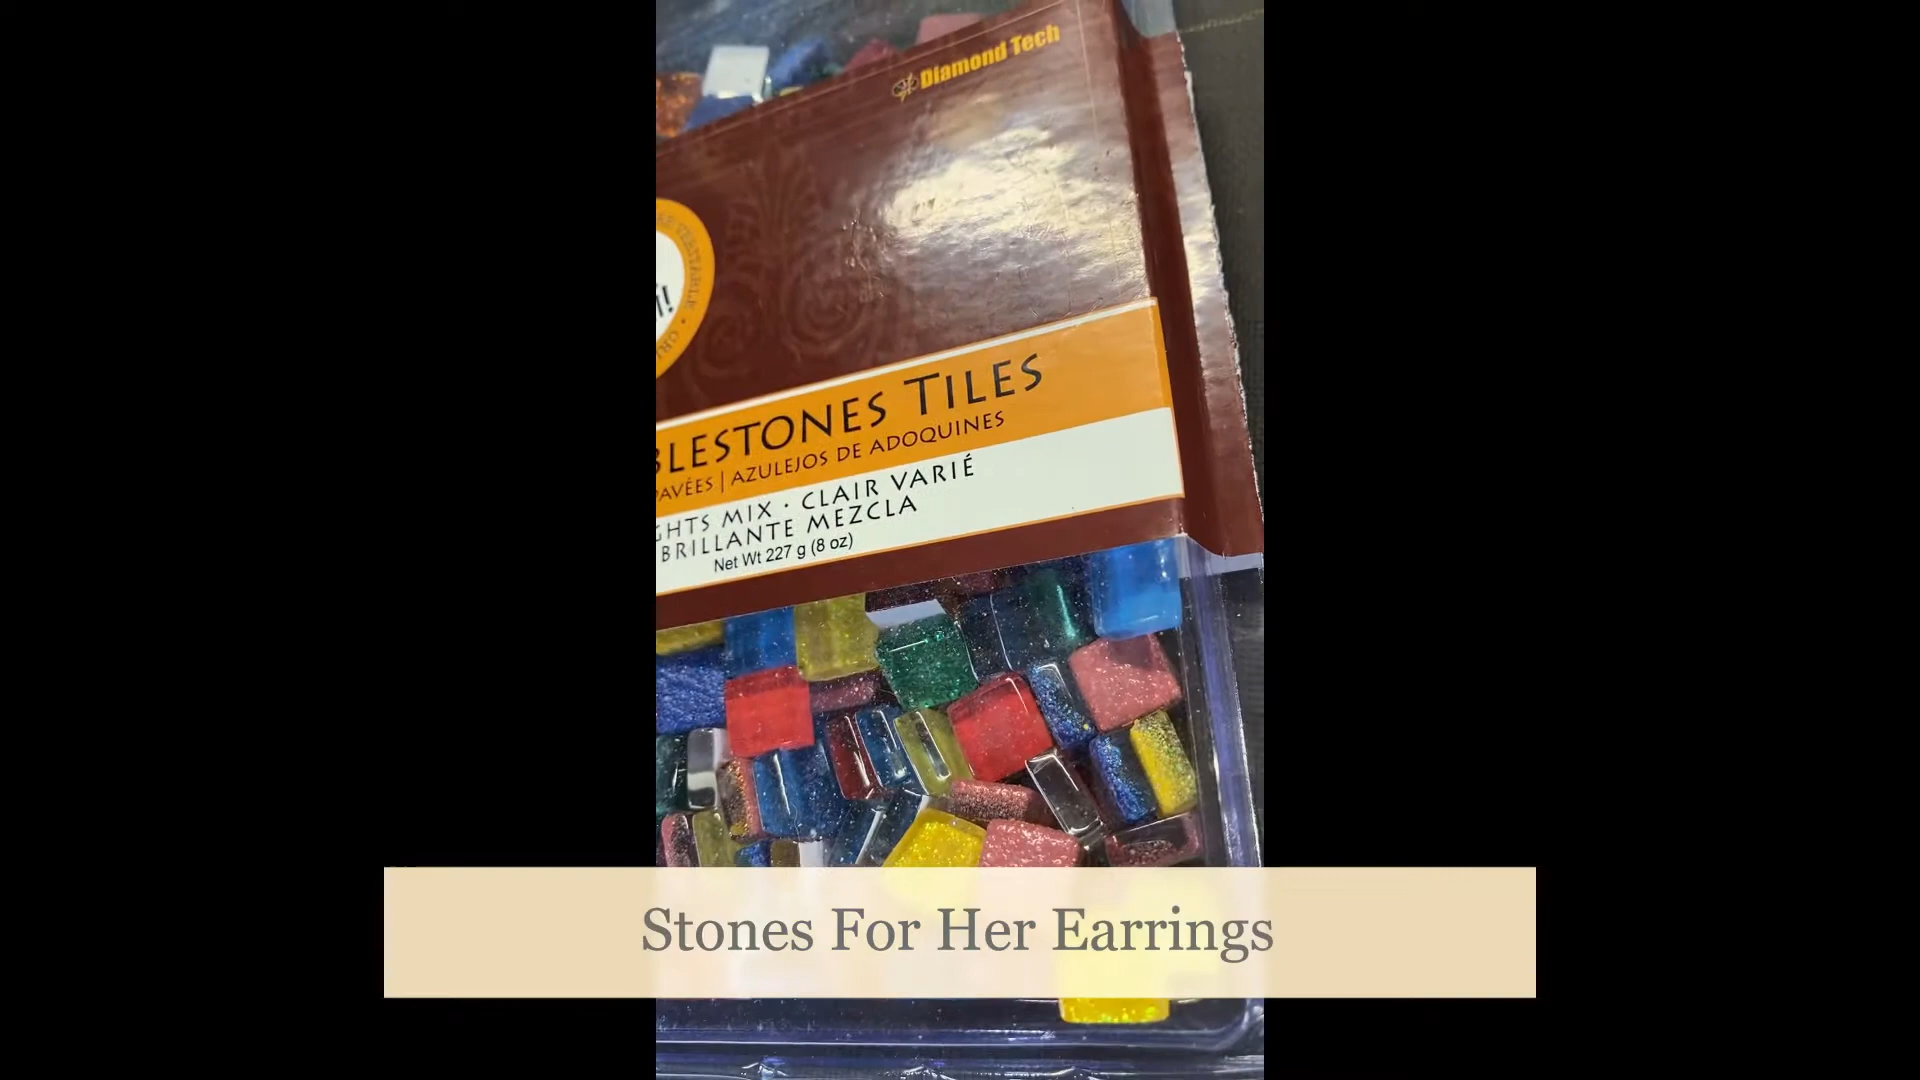 Diamond Tech
BLESTONES TILES
PAVÉES | AZULEJOS DE ADOQUINES
GHTS MIX · CLAIR VARIÉ
BRILLANTE MEZCLA
Net Wt 227 g (8 oz)
Stones For Her Earrings